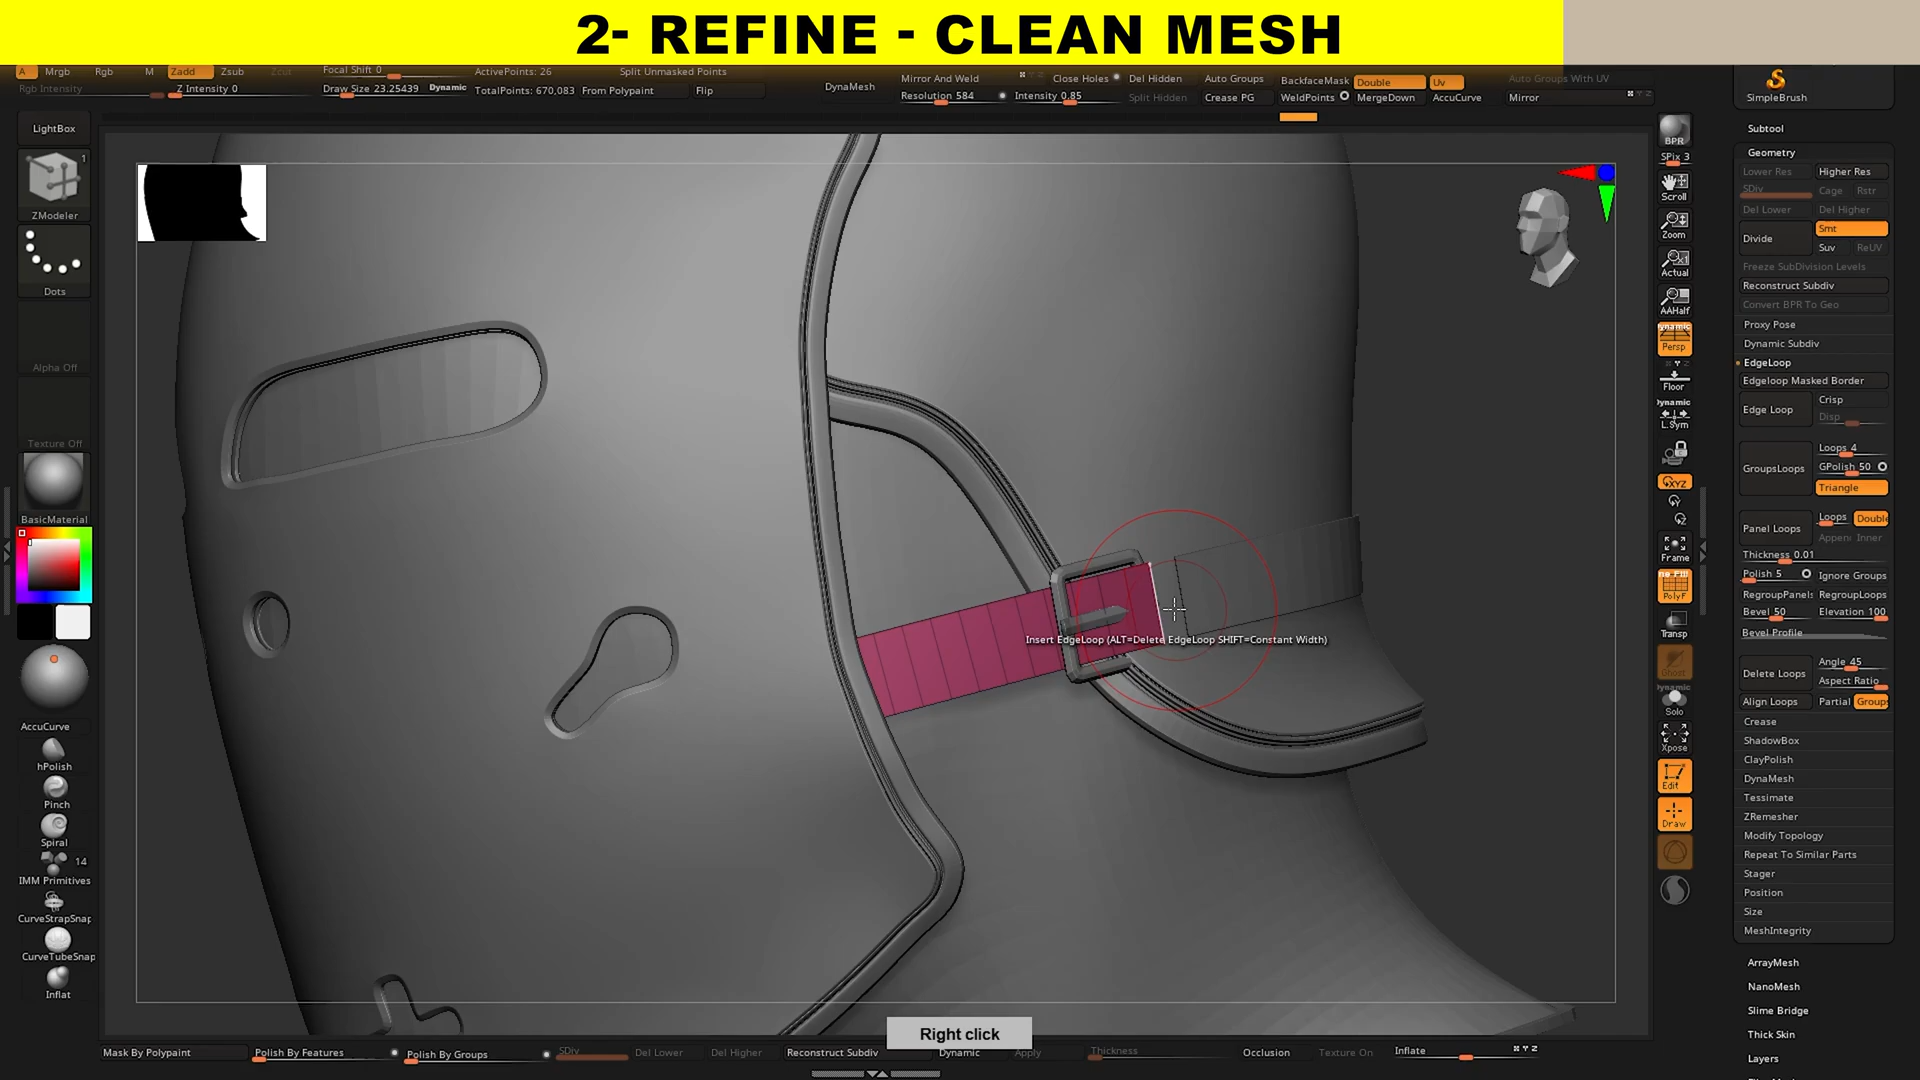 2- REFINE - CLEAN MESH
A Mrgb Rgb M Zadd Zsub Zcut Focal Shift 0 ActivePoints: 26 Split Unmasked Points
Rgb Intensity Z Intensity 0 Draw Size 23.25439 Dynamic TotalPoints: 670,083 From Polypaint Flip
DynaMesh
Mirror And Weld Close Holes Del Hidden Auto Groups BackfaceMask Double Uv Auto Groups With UV
Resolution 584 Intensity 0.85 Split Hidden Crease PG WeldPoints MergeDown AccuCurve Mirror
LightBox
1
ZModeler
Dots
Alpha Off
Texture Off
BasicMaterial
AccuCurve
hPolish
Pinch
Spiral
14
IMM Primitives
CurveStrapSnap
CurveTubeSnap
Inflat
Insert EdgeLoop (ALT=Delete EdgeLoop SHIFT=Constant Width)
BPR
SPix 3
Scroll
Zoom
Actual
AAHalf
Dynamic
Persp
Floor
Dynamic
L.Sym
XYZ
Frame
PolyF
Transp
Ghost
Dynamic
Solo
Xpose
Edit
Draw
SimpleBrush
Subtool
Geometry
Lower Res Higher Res
SDiv Cage Rstr
Del Lower Del Higher
Divide Smt
Suv ReUV
Freeze SubDivision Levels
Reconstruct Subdiv
Convert BPR To Geo
Proxy Pose
Dynamic Subdiv
EdgeLoop
Edgeloop Masked Border
Edge Loop Crisp
Disp
GroupsLoops Loops 4
GPolish 50
Triangle
Panel Loops Loops Double
Appen Inner
Thickness 0.01
Polish 5 Ignore Groups
RegroupPanels RegroupLoops
Bevel 50 Elevation 100
Bevel Profile
Delete Loops Angle 45
Aspect Ratio
Align Loops Partial Groups
Crease
ShadowBox
ClayPolish
DynaMesh
Tessimate
ZRemesher
Modify Topology
Repeat To Similar Parts
Stager
Position
Size
MeshIntegrity
ArrayMesh
NanoMesh
Slime Bridge
Thick Skin
Layers
Right click
Mask By Polypaint Polish By Features Polish By Groups SDiv Del Lower Del Higher Reconstruct Subdiv Dynamic Apply Thickness Occlusion Texture On Inflate